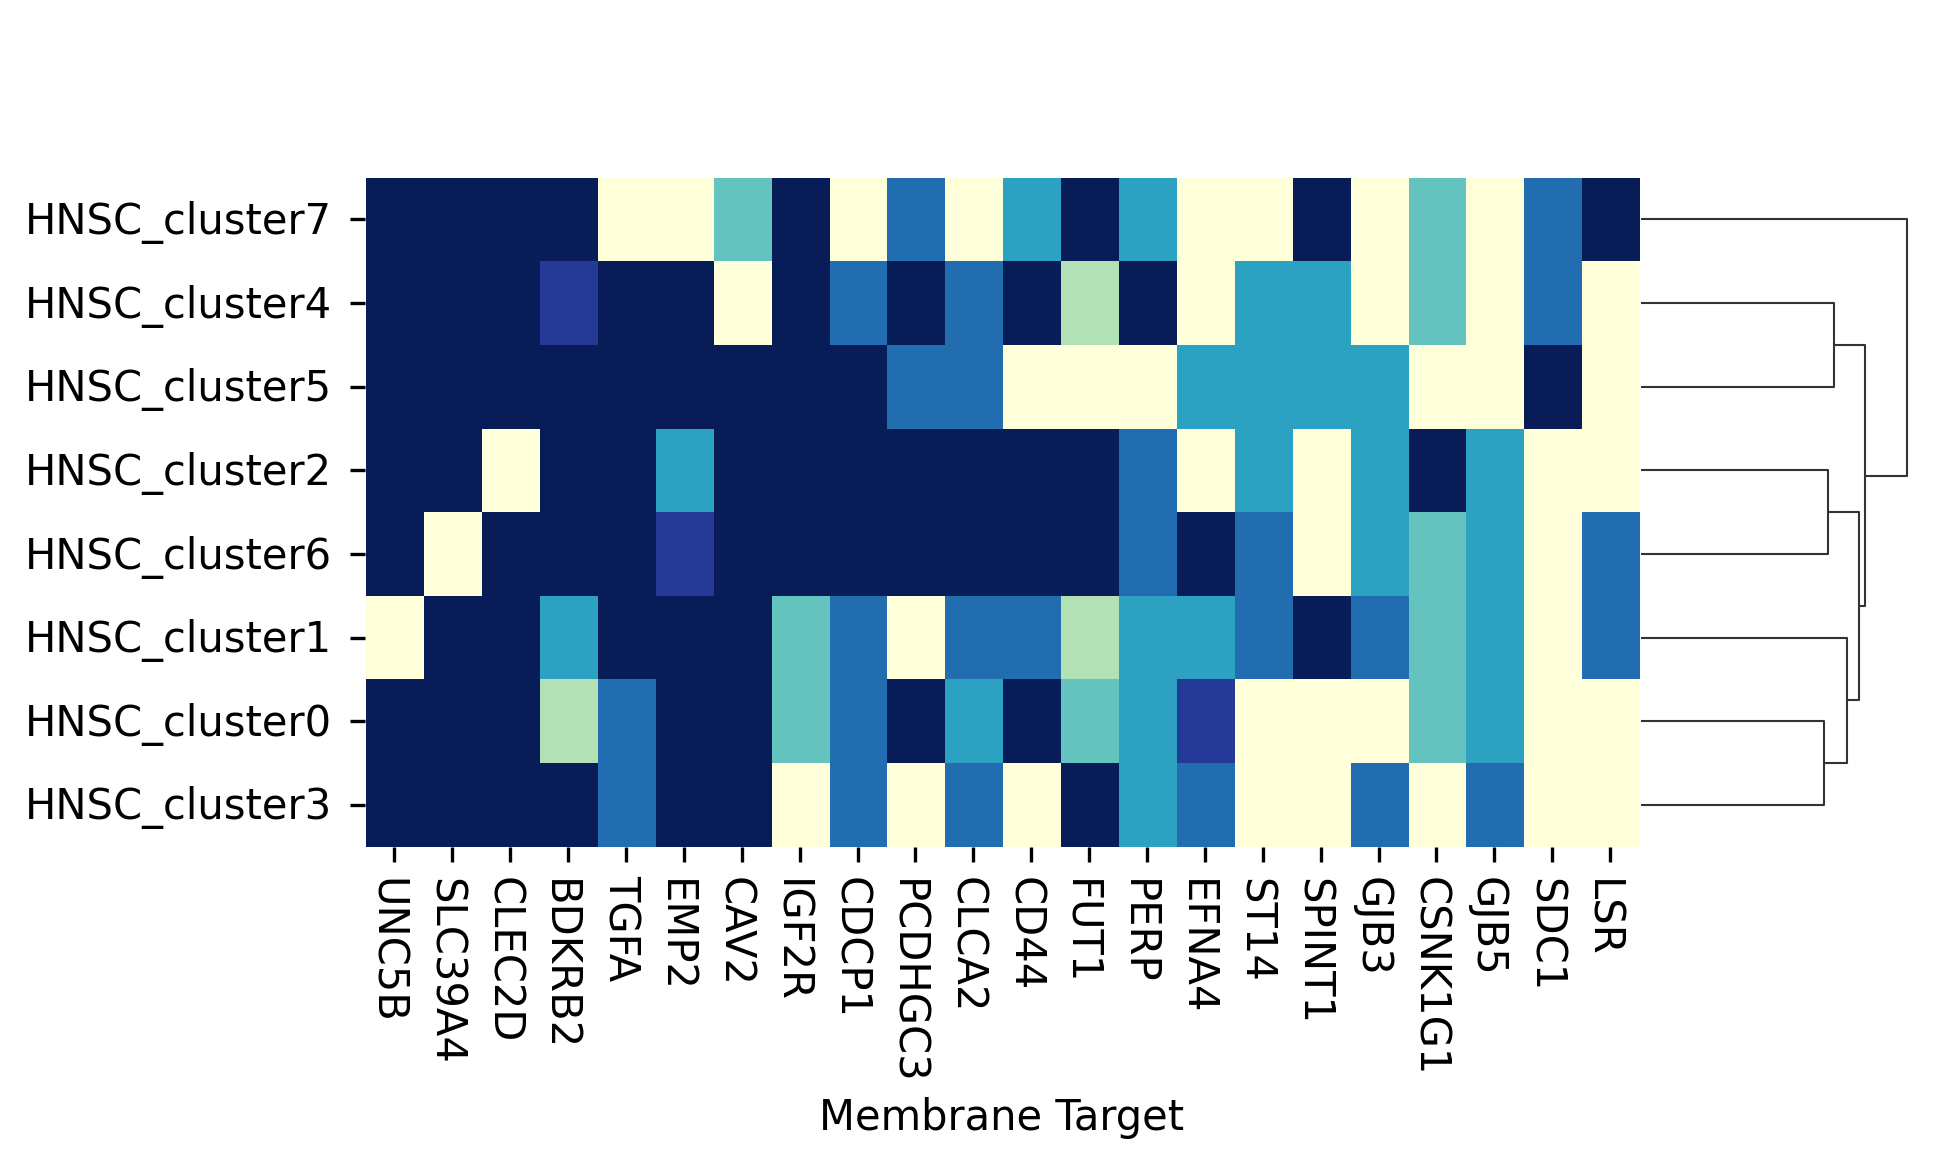 HNSC_cluster7
HNSC_cluster4
HNSC_cluster5
HNSC_cluster2
HNSC_cluster6
HNSC_cluster1
HNSC_cluster0
HNSC_cluster3
UNC5B
SLC39A4
CLEC2D
BDKRB2
TGFA
EMP2
CAV2
IGF2R
CDCP1
PCDHGC3
CLCA2
CD44
FUT1
PERP
EFNA4
ST14
SPINT1
GJB3
CSNK1G1
GJB5
SDC1
LSR
Membrane Target